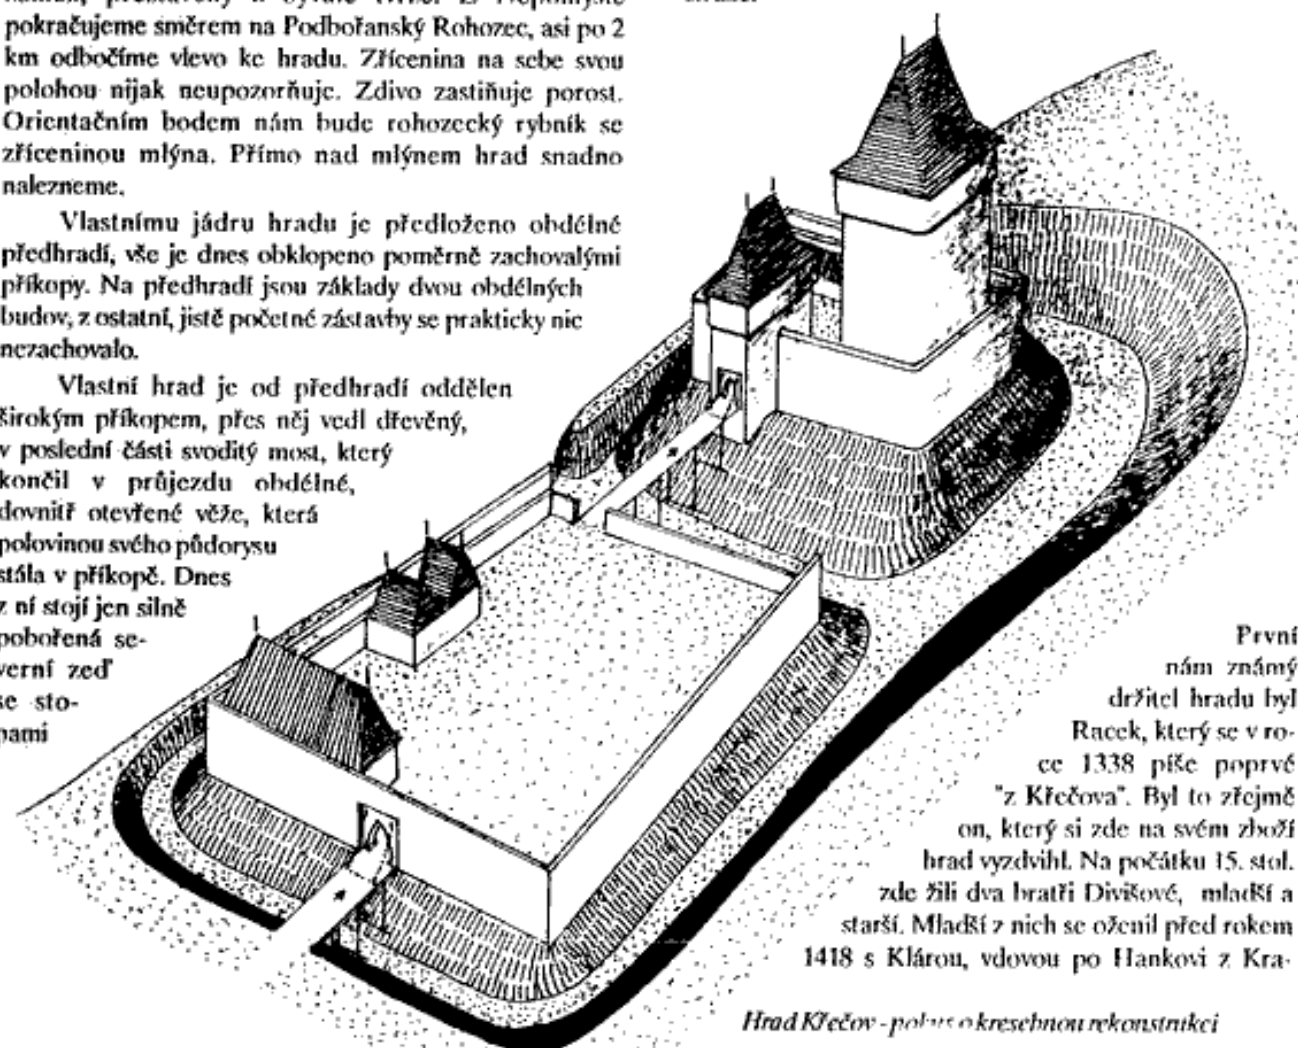 pokračujeme směrem na Podbořanský Rohozec, asi po 2
km odbočíme vlevo ke hradu. Zřícenina na sebe svou
polohou nijak neupozorňuje. Zdivo zastiňuje porost.
Orientačním bodem nám bude rohozecký rybník se
zříceninou mlýna. Přímo nad mlýnem hrad snadno
nalezneme.
Vlastnímu jádru hradu je předloženo obdélné
předhradí, vše je dnes obklopeno poměrně zachovalými
příkopy. Na předhradí jsou základy dvou obdélných
budov, z ostatní, jistě početné zástavby se prakticky nic
nezachovalo.
Vlastní hrad je od předhradí oddělen
širokým příkopem, přes něj vedl dřevěný,
v poslední části svoditý most, který
končil v průjezdu obdélné,
dovnitř otevřené věže, která
polovinou svého půdorysu
stála v příkopě. Dnes
z ní stojí jen silně
pobořená se-
verní zeď
se sto-
pami
První
nám známý
držitel hradu byl
Racek, který se v ro-
ce 1338 píše poprvé
"z Křečova". Byl to zřejmě
on, který si zde na svém zboží
hrad vyzdvihl. Na počátku 15. stol.
zde žili dva bratři Divišové, mladší a
starší. Mladší z nich se oženil před rokem
1418 s Klárou, vdovou po Hankovi z Kra-
Hrad Křečov - pokus o kresebnou rekonstrukci